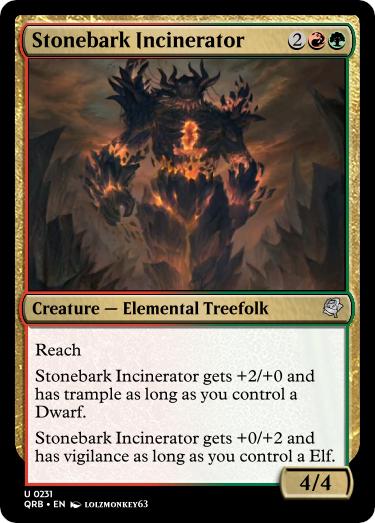 Stonebark Incinerator 2
Creature — Elemental Treefolk
Reach
Stonebark Incinerator gets +2/+0 and
has trample as long as you control a
Dwarf.
Stonebark Incinerator gets +0/+2 and
has vigilance as long as you control a Elf.
4/4
U 0231
QRB • EN LOLZMONKEY63